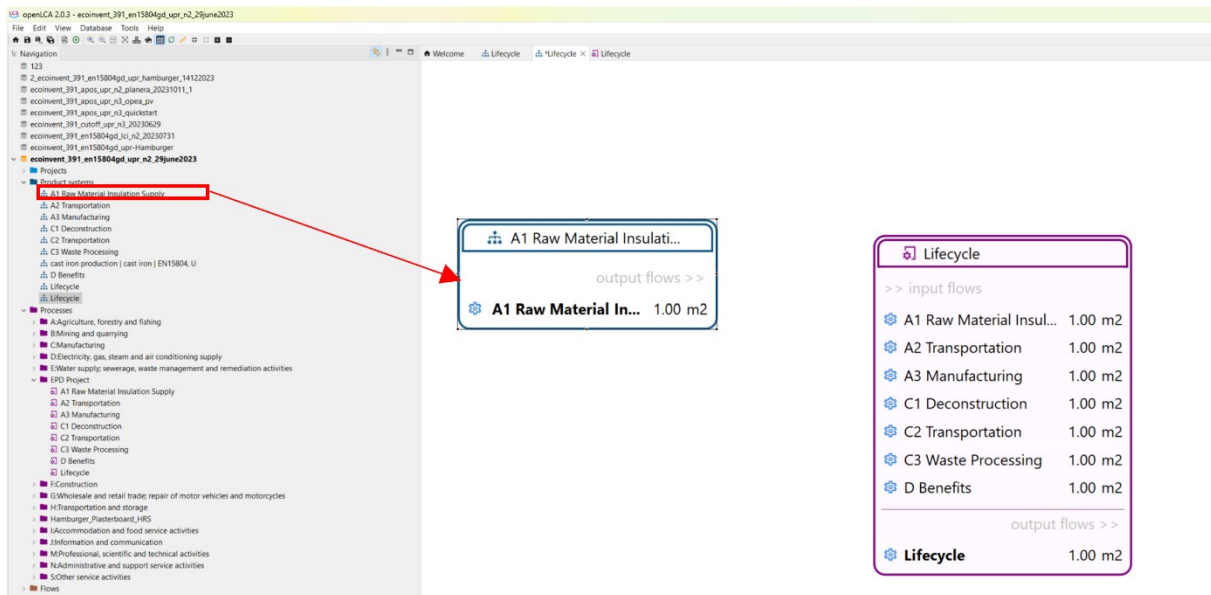 openLCA 2.0.3 - ecoinvent_391_en15804gd_upr_n2_29june2023
File Edit View Database Tools Help
Navigation
Welcome Lifecycle *Lifecycle Lifecycle
123
2_ecoinvent_391_en15804gd_upr_hamburger_14122023
ecoinvent_391_apos_upr_n2_planera_20231011_1
ecoinvent_391_apos_upr_n3_opea_pv
ecoinvent_391_apos_upr_n3_quickstart
ecoinvent_391_cutoff_upr_n3_20230629
ecoinvent_391_en15804gd_lci_n2_20230731
ecoinvent_391_en15804gd_upr-Hamburger
ecoinvent_391_en15804gd_upr_n2_29june2023
Projects
Product systems
A1 Raw Material Insulation Supply
A2 Transportation
A3 Manufacturing
C1 Deconstruction
C2 Transportation
C3 Waste Processing
cast iron production | cast iron | EN15804, U
D Benefits
Lifecycle
Lifecycle
Processes
A:Agriculture, forestry and fishing
B:Mining and quarrying
C:Manufacturing
D:Electricity, gas, steam and air conditioning supply
E:Water supply; sewerage, waste management and remediation activities
EPD Project
A1 Raw Material Insulation Supply
A2 Transportation
A3 Manufacturing
C1 Deconstruction
C2 Transportation
C3 Waste Processing
D Benefits
Lifecycle
F:Construction
G:Wholesale and retail trade; repair of motor vehicles and motorcycles
H:Transportation and storage
Hamburger_Plasterboard_HRS
I:Accommodation and food service activities
J:Information and communication
M:Professional, scientific and technical activities
N:Administrative and support service activities
S:Other service activities
Flows
A1 Raw Material Insulati...
output flows >>
A1 Raw Material In... 1.00 m2
Lifecycle
>> input flows
A1 Raw Material Insul... 1.00 m2
A2 Transportation 1.00 m2
A3 Manufacturing 1.00 m2
C1 Deconstruction 1.00 m2
C2 Transportation 1.00 m2
C3 Waste Processing 1.00 m2
D Benefits 1.00 m2
output flows >>
Lifecycle 1.00 m2